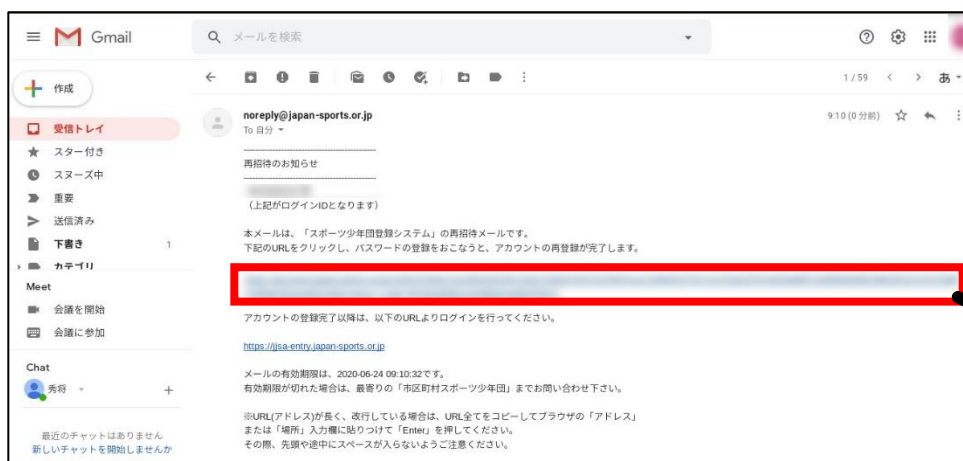 Gmail
メールを検索
作成
1/59
あ
受信トレイ
スター付き
スヌーズ中
重要
送信済み
下書き 1
カテゴリ
Meet
会議を開始
会議に参加
Chat
秀将
最近のチャットはありません
新しいチャットを開始しませんか
noreply@japan-sports.or.jp 9:10 (0 分前)
To 自分
--------------------------------------------
再招待のお知らせ
--------------------------------------------
（上記がログインIDとなります）
本メールは、「スポーツ少年団登録システム」の再招待メールです。
下記のURLをクリックし、パスワードの登録をおこなうと、アカウントの再登録が完了します。
アカウントの登録完了以降は、以下のURLよりログインを行ってください。
https://jjsa-entry.japan-sports.or.jp
メールの有効期限は、2020-06-24 09:10:32です。
有効期限が切れた場合は、最寄りの「市区町村スポーツ少年団」までお問い合わせ下さい。
※URL(アドレス)が長く、改行している場合は、URL全てをコピーしてブラウザの「アドレス」
または「場所」入力欄に貼りつけて「Enter」を押してください。
その際、先頭や途中にスペースが入らないようご注意ください。